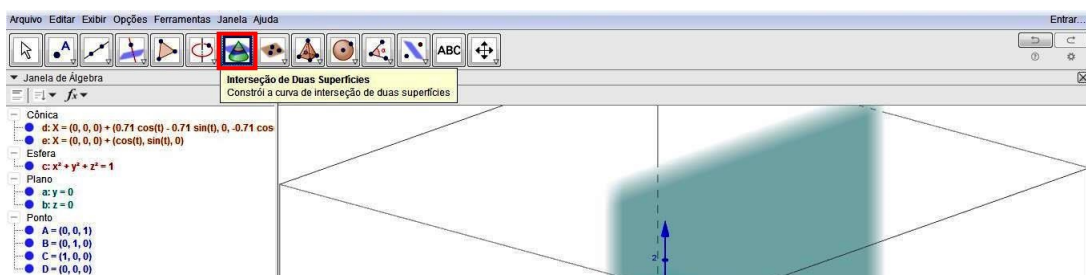 Arquivo Editar Exibir Opções Ferramentas Janela Ajuda Entrar...
A ABC
Interseção de Duas Superfícies
Constrói a curva de interseção de duas superfícies
Janela de Álgebra
fx
Cônica
d: X = (0, 0, 0) + (0.71 cos(t) - 0.71 sin(t), 0, -0.71 cos
e: X = (0, 0, 0) + (cos(t), sin(t), 0)
Esfera
c: x² + y² + z² = 1
Plano
a: y = 0
b: z = 0
Ponto
A = (0, 0, 1)
B = (0, 1, 0)
C = (1, 0, 0)
D = (0, 0, 0)
2